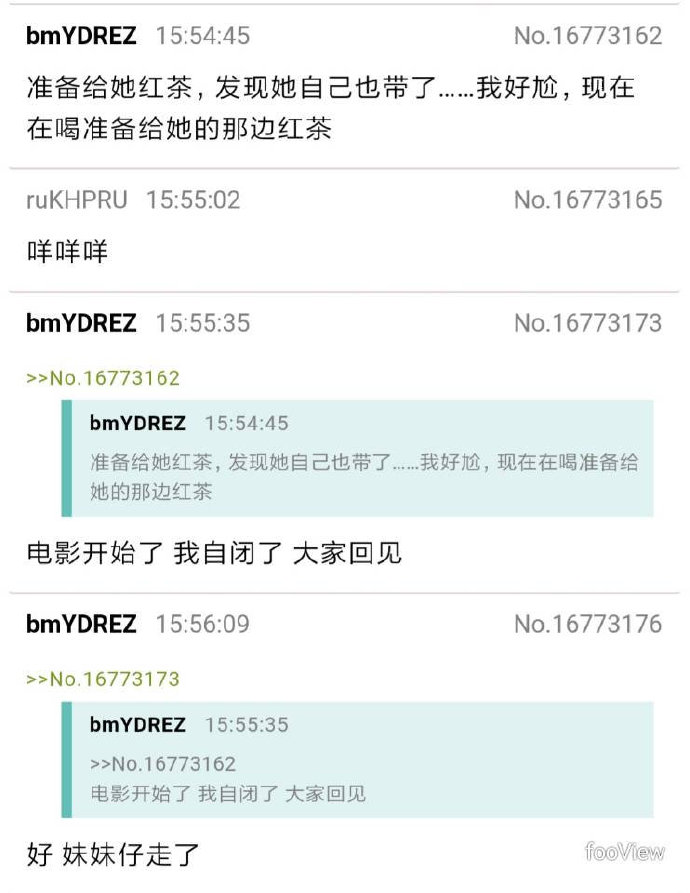 bmYDREZ 15:54:45 No.16773162
准备给她红茶，发现她自己也带了……我好尬，现在
在喝准备给她的那边红茶
ruKHPRU 15:55:02 No.16773165
咩咩咩
bmYDREZ 15:55:35 No.16773173
>>No.16773162
bmYDREZ 15:54:45
准备给她红茶，发现她自己也带了……我好尬，现在在喝准备给
她的那边红茶
电影开始了 我自闭了 大家回见
bmYDREZ 15:56:09 No.16773176
>>No.16773173
bmYDREZ 15:55:35
>>No.16773162
电影开始了 我自闭了 大家回见
好 妹妹仔走了
fooView